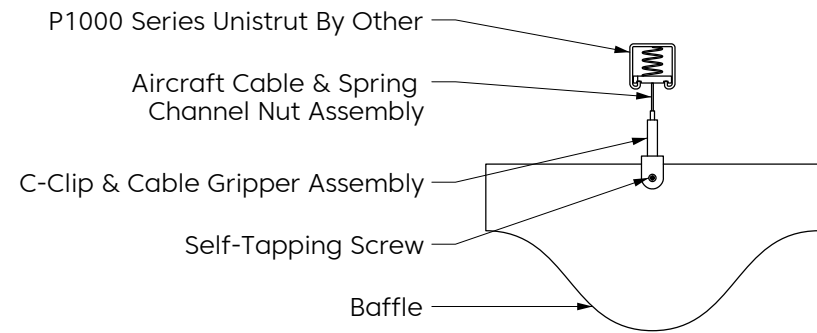 P1000 Series Unistrut By Other
Aircraft Cable & Spring
Channel Nut Assembly
C-Clip & Cable Gripper Assembly
Self-Tapping Screw
Baffle